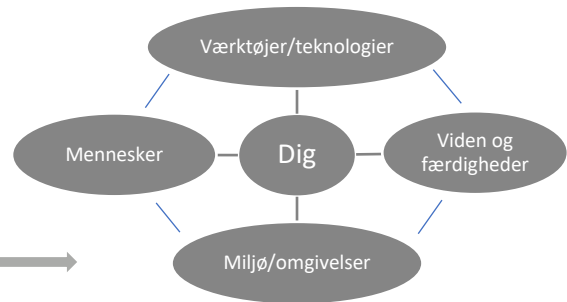 Værktøjer/teknologier
Mennesker
Dig
Viden og
færdigheder
Miljø/omgivelser